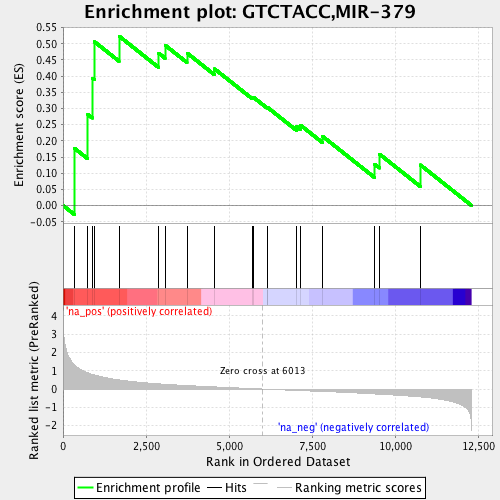 Enrichment plot: GTCTACC,MIR-379
Enrichment score (ES)
0.55
0.50
0.45
0.40
0.35
0.30
0.25
0.20
0.15
0.10
0.05
0.00
-0.05
'na_pos' (positively correlated)
Ranked list metric (PreRanked)
4
3
2
1
0
-1
-2
Zero cross at 6013
'na_neg' (negatively correlated)
0 2,500 5,000 7,500 10,000 12,500
Rank in Ordered Dataset
Enrichment profile Hits Ranking metric scores